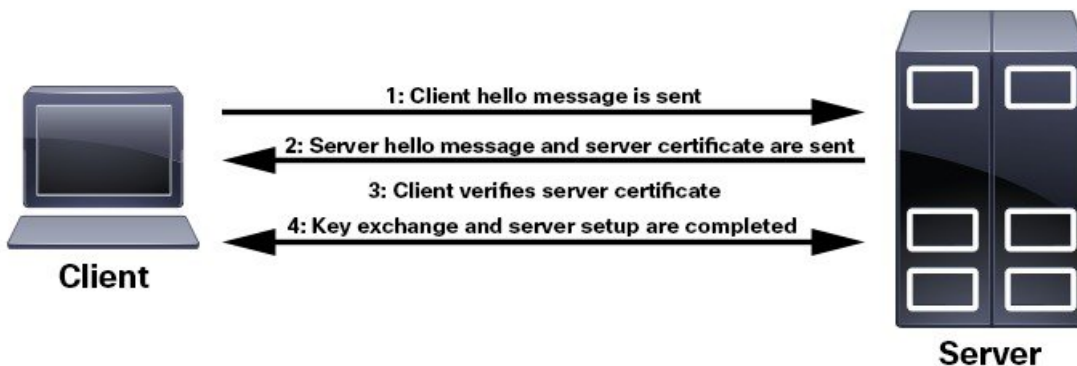 1: Client hello message is sent
2: Server hello message and server certificate are sent
3: Client verifies server certificate
4: Key exchange and server setup are completed
Client
Server